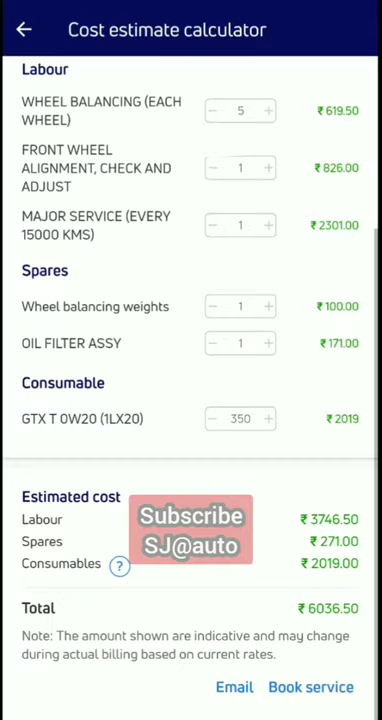 Cost estimate calculator
Labour
WHEEL BALANCING (EACH
WHEEL)
5
₹ 619.50
FRONT WHEEL
ALIGNMENT, CHECK AND
ADJUST
1
₹ 826.00
MAJOR SERVICE (EVERY
15000 KMS)
1
₹ 2301.00
Spares
Wheel balancing weights
1
₹ 100.00
OIL FILTER ASSY
1
₹ 171.00
Consumable
GTX T 0W20 (1LX20)
350
₹ 2019
Estimated cost
Labour
₹ 3746.50
Spares
₹ 271.00
Consumables ?
₹ 2019.00
Subscribe
SJ@auto
Total
₹ 6036.50
Note: The amount shown are indicative and may change
during actual billing based on current rates.
Email Book service